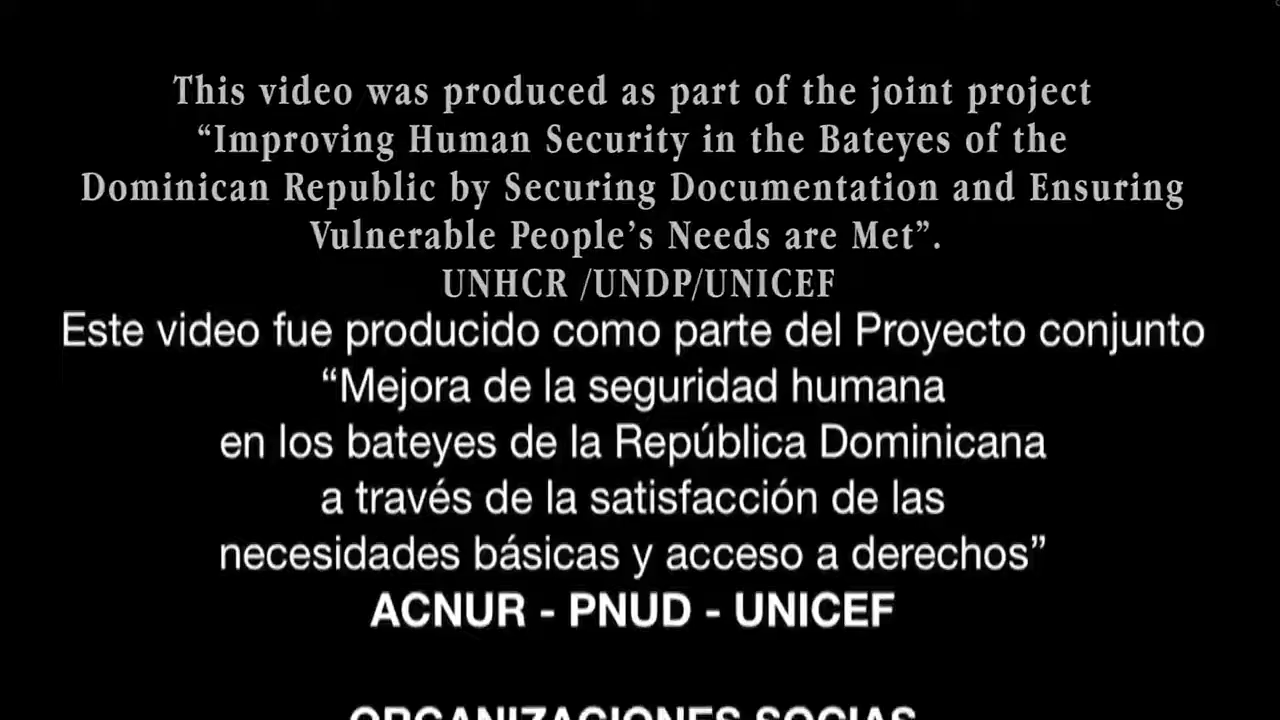 This video was produced as part of the joint project
“Improving Human Security in the Bateyes of the
Dominican Republic by Securing Documentation and Ensuring
Vulnerable People’s Needs are Met”.
UNHCR /UNDP/UNICEF
Este video fue producido como parte del Proyecto conjunto
“Mejora de la seguridad humana
en los bateyes de la República Dominicana
a través de la satisfacción de las
necesidades básicas y acceso a derechos”
ACNUR - PNUD - UNICEF
ORGANIZACIONES SOCIAS